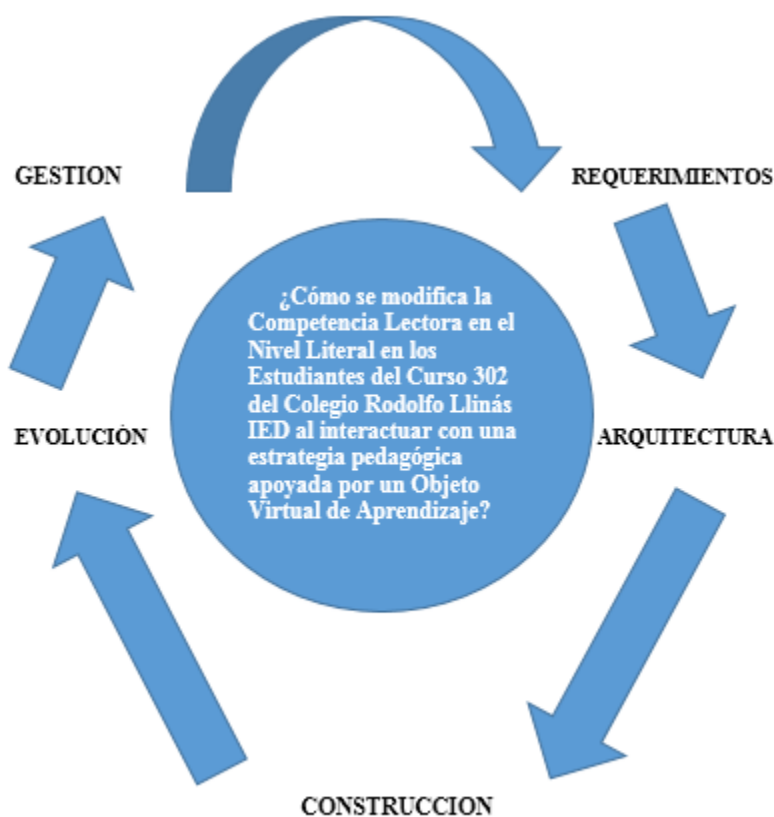 GESTION
REQUERIMIENTOS
¿Cómo se modifica la
Competencia Lectora en el
Nivel Literal en los
Estudiantes del Curso 302
del Colegio Rodolfo Llinás
IED al interactuar con una
estrategia pedagógica
apoyada por un Objeto
Virtual de Aprendizaje?
EVOLUCIÓN
ARQUITECTURA
CONSTRUCCION